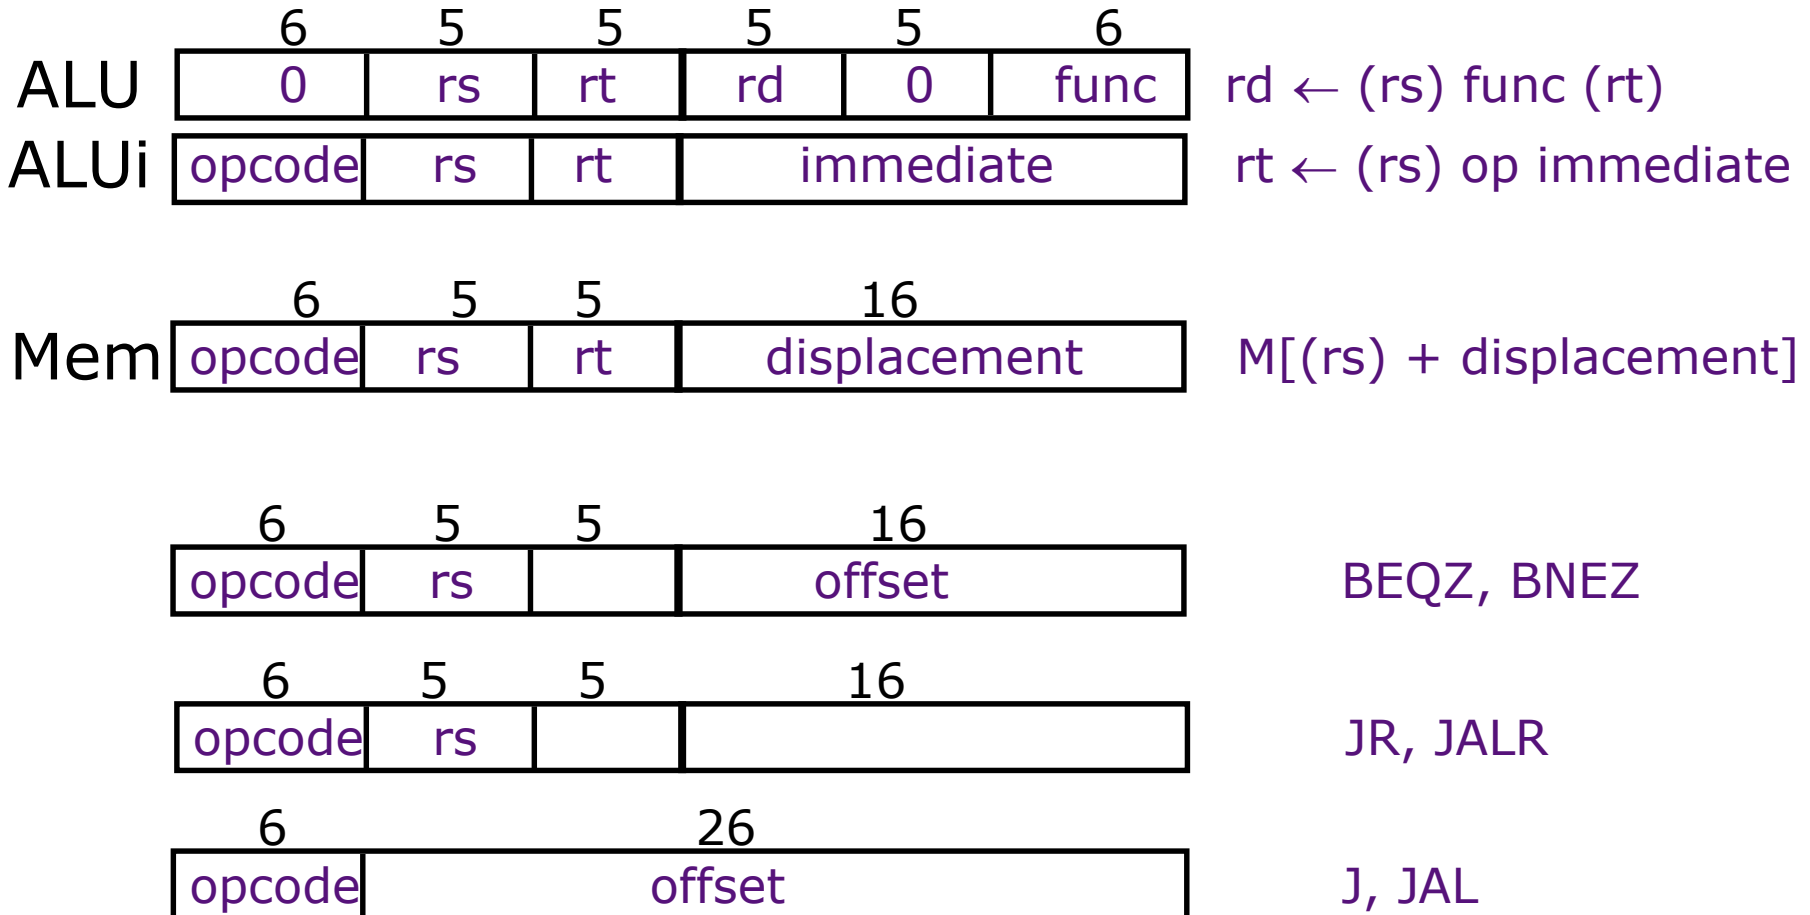 6 5 5 5 5 6
ALU 0 rs rt rd 0 func rd ← (rs) func (rt)
ALUi opcode rs rt immediate rt ← (rs) op immediate
6 5 5 16
Mem opcode rs rt displacement M[(rs) + displacement]
6 5 5 16
opcode rs offset BEQZ, BNEZ
6 5 5 16
opcode rs JR, JALR
6 26
opcode offset J, JAL